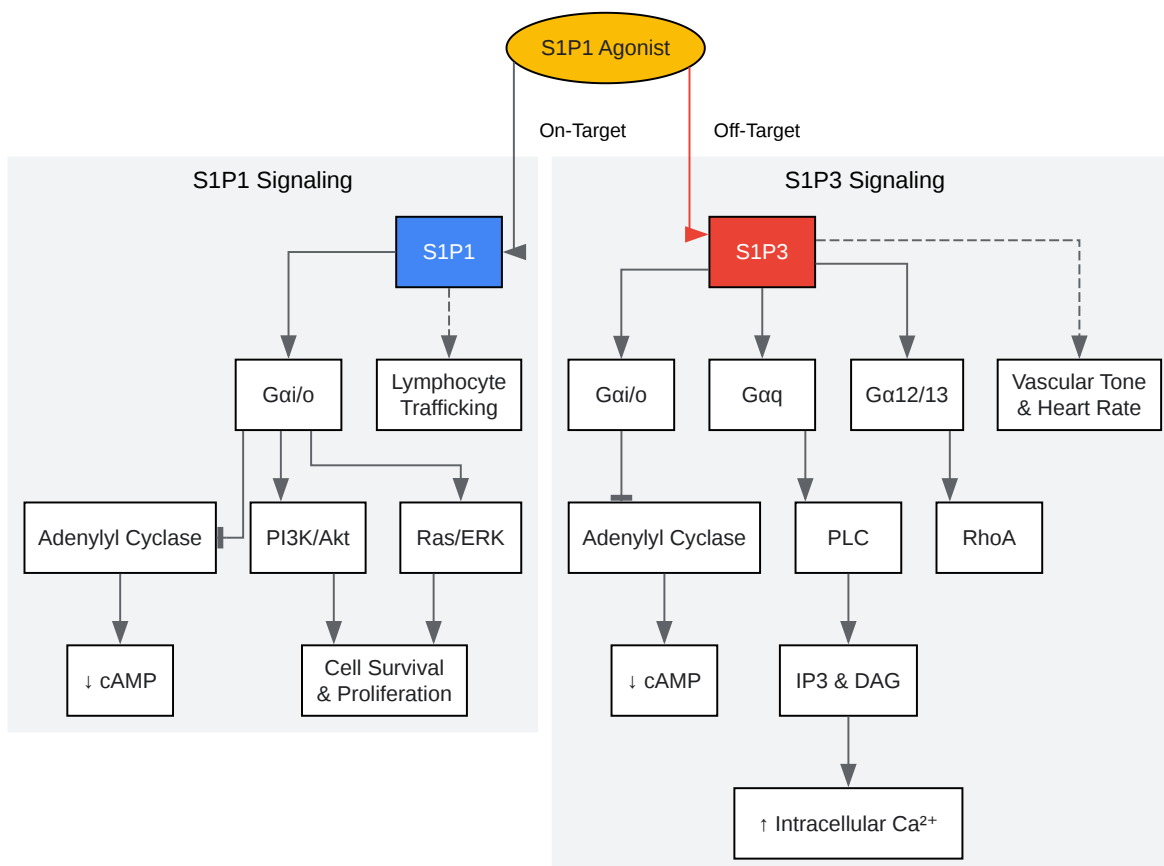 S1P1 Agonist
On-Target
Off-Target
S1P1 Signaling
S1P3 Signaling
S1P1
S1P3
Gαi/o
Lymphocyte
Trafficking
Gαi/o
Gαq
Gα12/13
Vascular Tone
& Heart Rate
Adenylyl Cyclase
PI3K/Akt
Ras/ERK
Adenylyl Cyclase
PLC
RhoA
↓ cAMP
Cell Survival
& Proliferation
↓ cAMP
IP3 & DAG
↑ Intracellular Ca²⁺